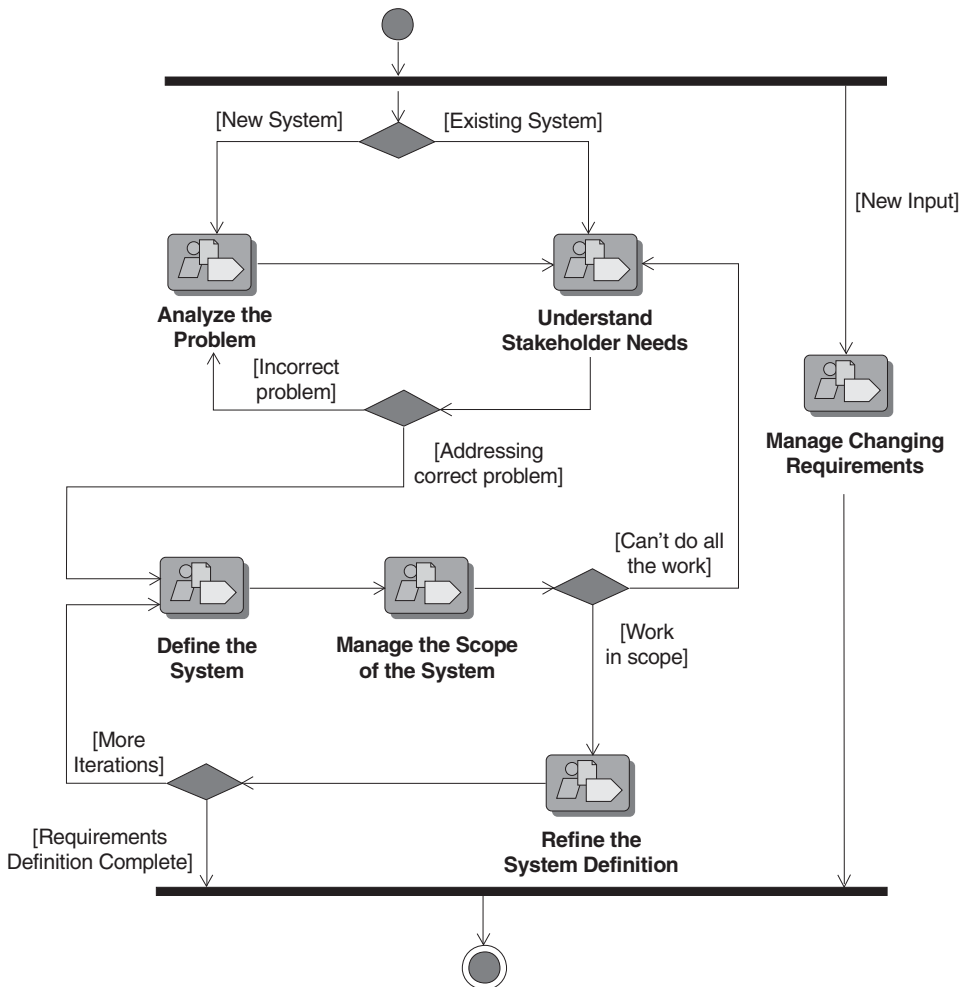 [New System]
[Existing System]
[New Input]
Analyze the
Problem
Understand
Stakeholder Needs
[Incorrect
problem]
Manage Changing
Requirements
[Addressing
correct problem]
[Can't do all
the work]
Define the
System
Manage the Scope
of the System
[Work
in scope]
[More
Iterations]
[Requirements
Definition Complete]
Refine the
System Definition